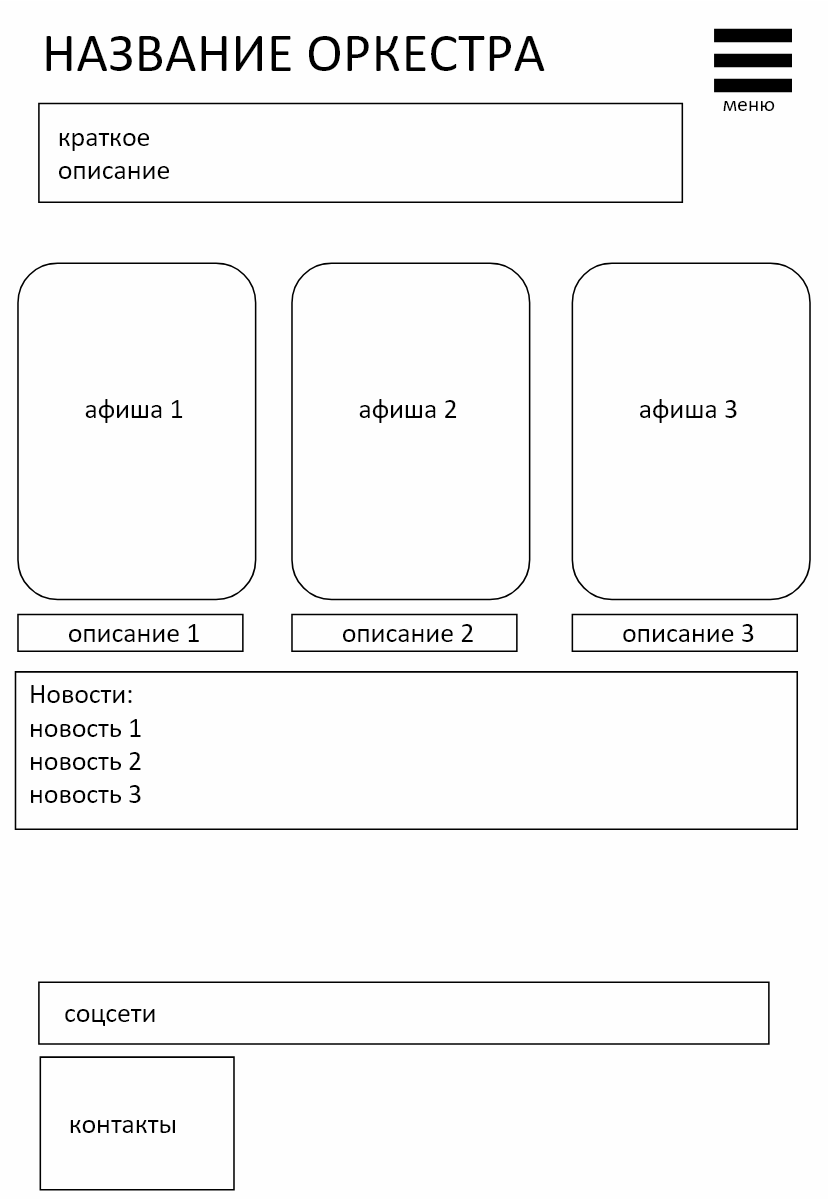 НАЗВАНИЕ ОРКЕСТРА
меню
краткое
описание
афиша 1
афиша 2
афиша 3
описание 1
описание 2
описание 3
Новости:
новость 1
новость 2
новость 3
соцсети
контакты